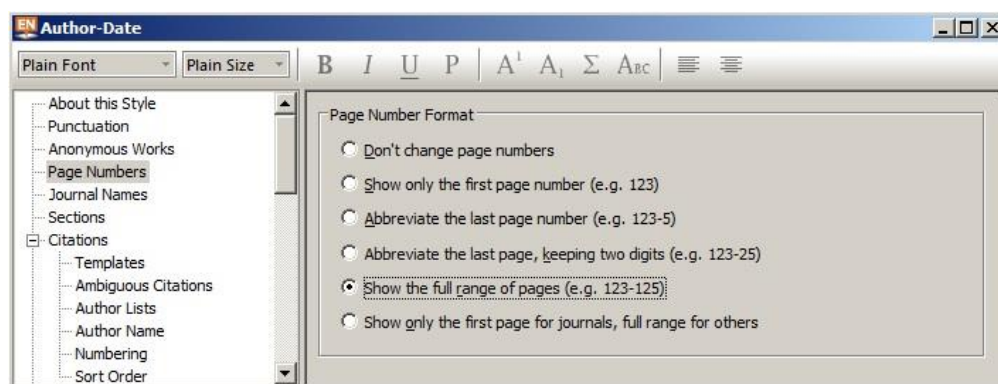 EN Author-Date
Plain Font Plain Size B I U P A¹ A₁ Σ ABC
About this Style
Punctuation
Anonymous Works
Page Numbers
Journal Names
Sections
Citations
Templates
Ambiguous Citations
Author Lists
Author Name
Numbering
Sort Order
Page Number Format
Don't change page numbers
Show only the first page number (e.g. 123)
Abbreviate the last page number (e.g. 123-5)
Abbreviate the last page, keeping two digits (e.g. 123-25)
Show the full range of pages (e.g. 123-125)
Show only the first page for journals, full range for others